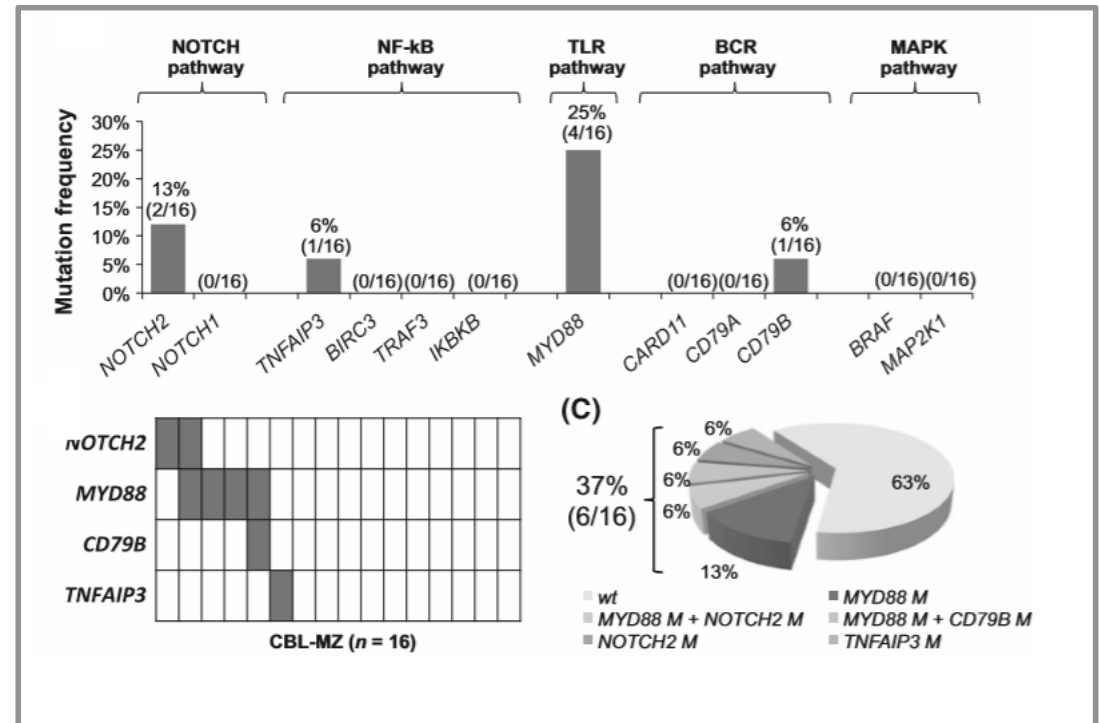 NOTCH pathway
NF-kB pathway
TLR pathway
BCR pathway
MAPK pathway
Mutation frequency
30%
25%
20%
15%
10%
5%
0%
13%
(2/16)
(0/16)
6%
(1/16)
(0/16)
(0/16)
(0/16)
25%
(4/16)
(0/16)
(0/16)
6%
(1/16)
(0/16)
(0/16)
NOTCH2
NOTCH1
TNFAIP3
BIRC3
TRAF3
IKBKB
MYD88
CARD11
CD79A
CD79B
BRAF
MAP2K1
NOTCH2
MYD88
CD79B
TNFAIP3
CBL-MZ (n = 16)
(C)
37%
(6/16)
6%
6%
6%
6%
13%
63%
wt
MYD88 M
MYD88 M + NOTCH2 M
MYD88 M + CD79B M
NOTCH2 M
TNFAIP3 M